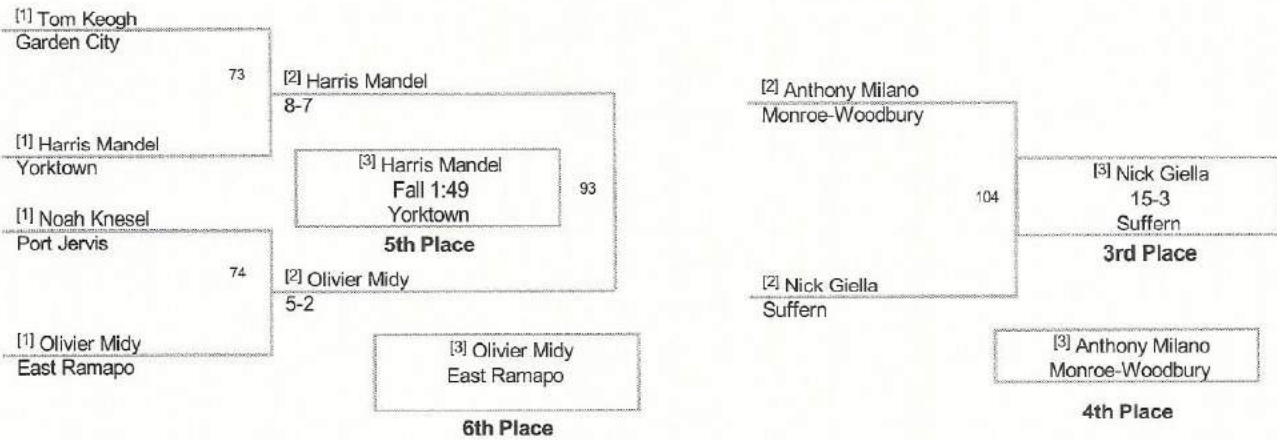 [1] Tom Keogh
Garden City
73
[2] Harris Mandel
8-7
[1] Harris Mandel
Yorktown
[3] Harris Mandel
Fall 1:49
Yorktown
5th Place
93
[1] Noah Knesel
Port Jervis
74
[2] Olivier Midy
5-2
[1] Olivier Midy
East Ramapo
[3] Olivier Midy
East Ramapo
6th Place
[2] Anthony Milano
Monroe-Woodbury
104
[3] Nick Giella
15-3
Suffern
3rd Place
[2] Nick Giella
Suffern
[3] Anthony Milano
Monroe-Woodbury
4th Place